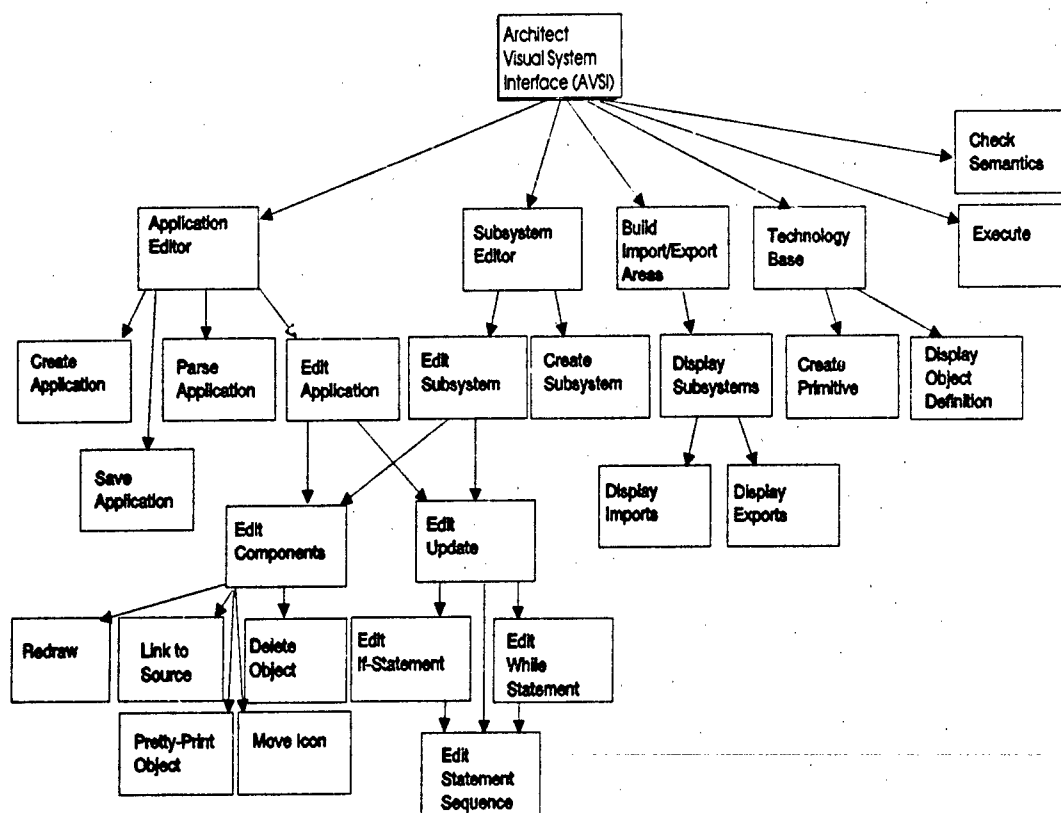 Architect
Visual System
Interface (AVSI)
Check
Semantics
Application
Editor
Subsystem
Editor
Build
Import/Export
Areas
Technology
Base
Execute
Create
Application
Parse
Application
Edit
Application
Edit
Subsystem
Create
Subsystem
Display
Subsystems
Create
Primitive
Display
Object
Definition
Save
Application
Display
Imports
Display
Exports
Edit
Components
Edit
Update
Redraw
Link to
Source
Delete
Object
Edit
If-Statement
Edit
While
Statement
Pretty-Print
Object
Move Icon
Edit
Statement
Sequence